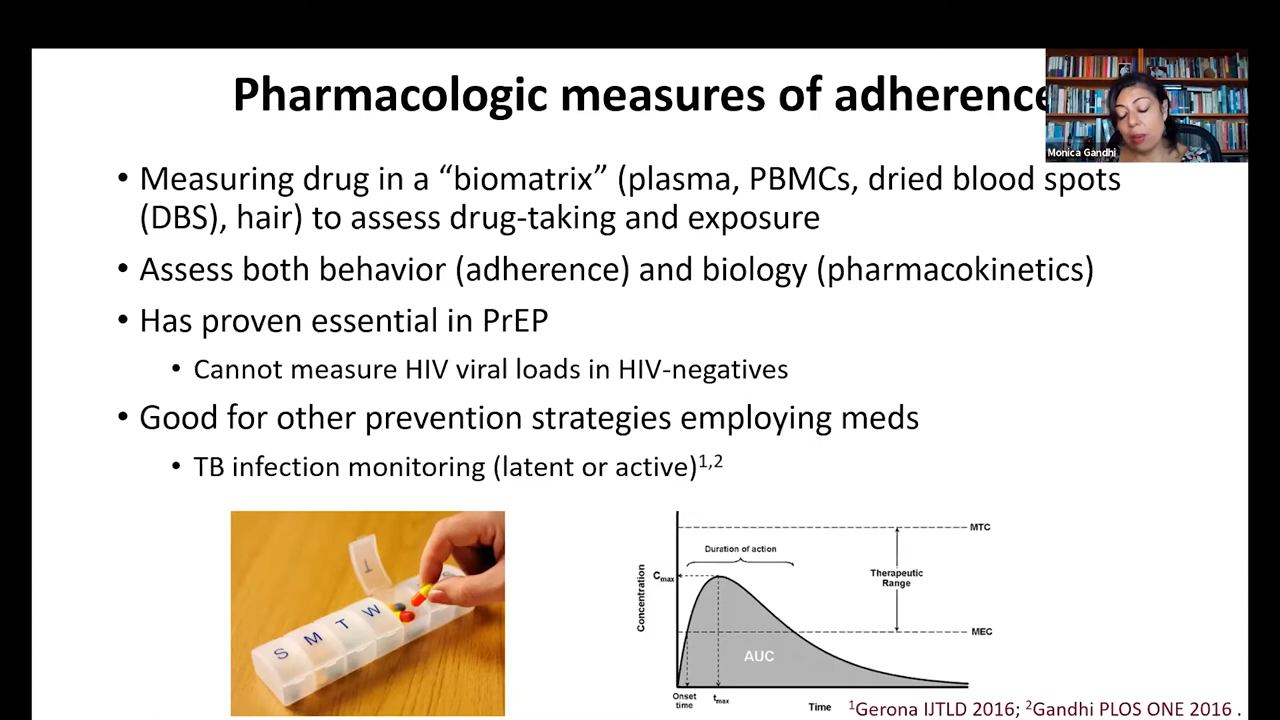 Pharmacologic measures of adherence
Monica Gandhi
• Measuring drug in a “biomatrix” (plasma, PBMCs, dried blood spots
(DBS), hair) to assess drug-taking and exposure
• Assess both behavior (adherence) and biology (pharmacokinetics)
• Has proven essential in PrEP
• Cannot measure HIV viral loads in HIV-negatives
• Good for other prevention strategies employing meds
• TB infection monitoring (latent or active)1,2
S M T W
T
MTC
Duration of action
Cmax
Therapeutic
Range
Concentration
MEC
AUC
Onset
time
tmax
Time
1Gerona IJTLD 2016; 2Gandhi PLOS ONE 2016 .